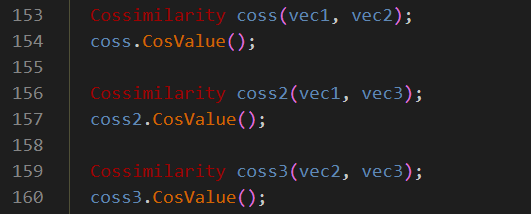 153 Cossimilarity coss(vec1, vec2);
154 coss.CosValue();
155
156 Cossimilarity coss2(vec1, vec3);
157 coss2.CosValue();
158
159 Cossimilarity coss3(vec2, vec3);
160 coss3.CosValue();